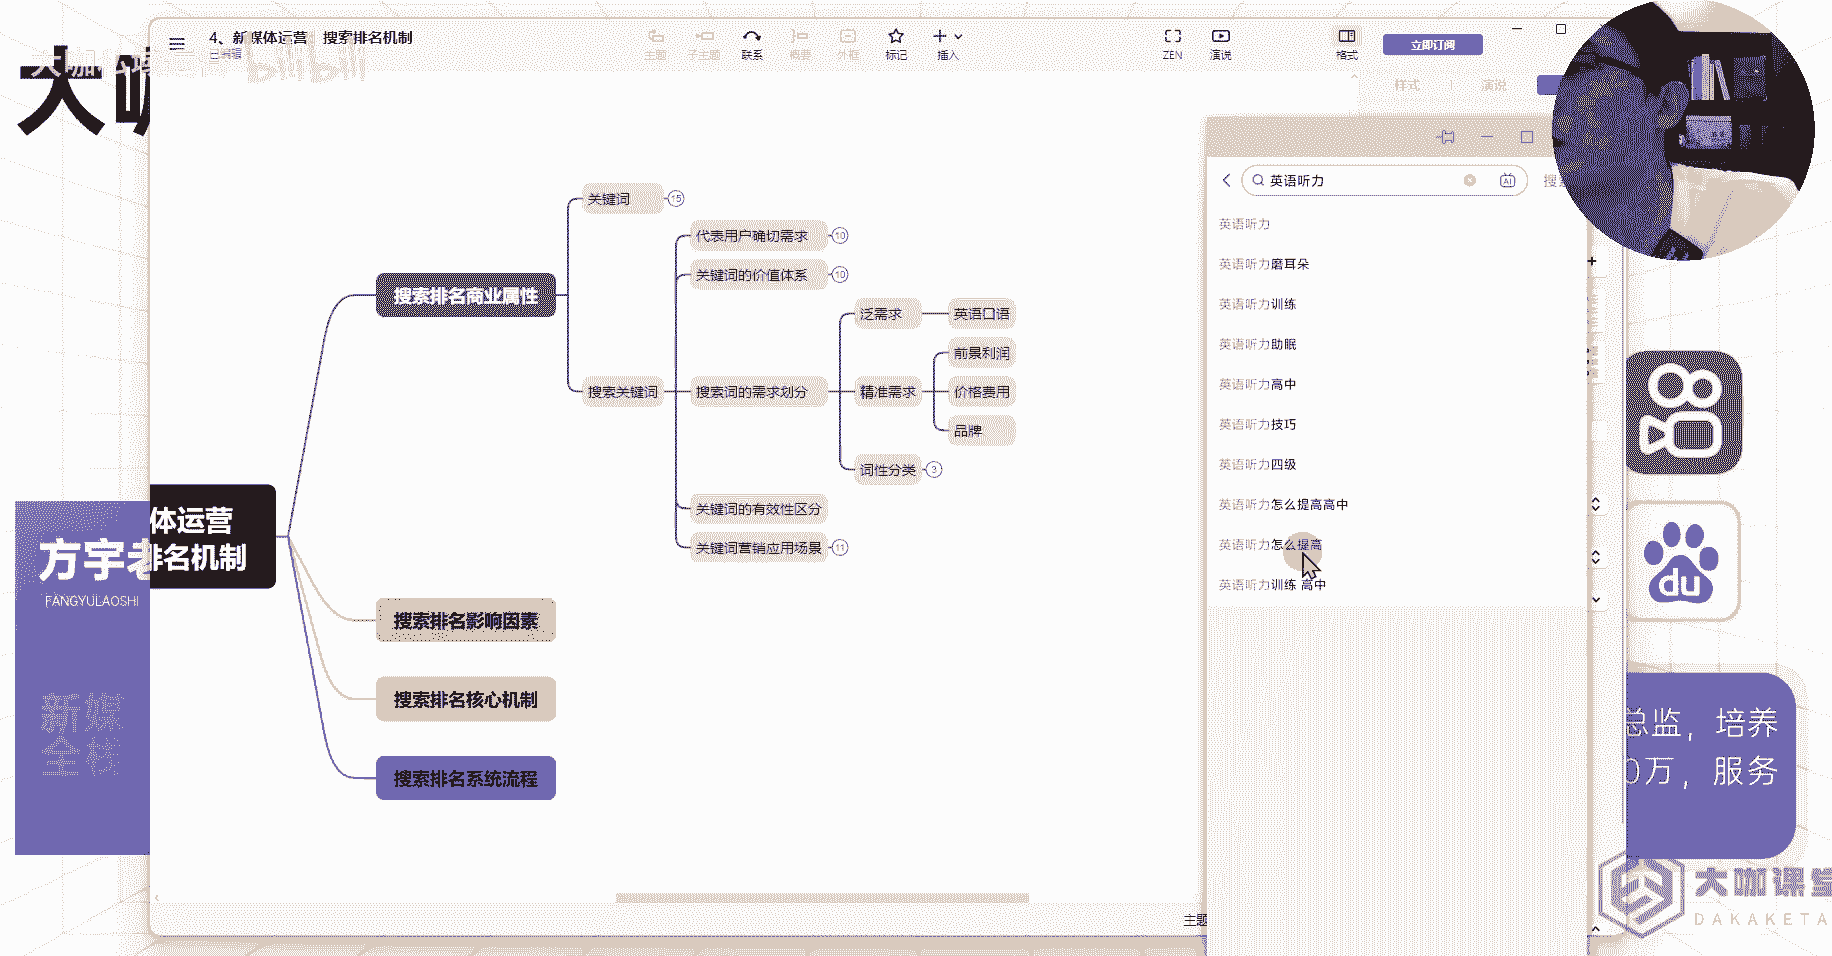 4、新媒体运营 搜索排名机制
已编辑
主题
子主题
联系
概要
外框
标记
插入
ZEN
演说
格式
立即订阅
样式
演说
大咖
bilibili
关键词
15
代表用户确切需求
10
关键词的价值体系
10
搜索排名商业属性
泛需求
英语口语
前景利润
搜索关键词
搜索词的需求划分
精准需求
价格费用
品牌
词性分类
3
关键词的有效性区分
关键词营销应用场景
11
体运营
排名机制
搜索排名影响因素
搜索排名核心机制
搜索排名系统流程
英语听力
AI
英语听力
英语听力磨耳朵
英语听力训练
英语听力助眠
英语听力高中
英语听力技巧
英语听力四级
英语听力怎么提高高中
英语听力怎么提高
英语听力训练 高中
主题
方宇老
FANGYULAOSHI
新媒
全栈
du
总监，培养
0万，服务
大咖课堂
DAKAKETA